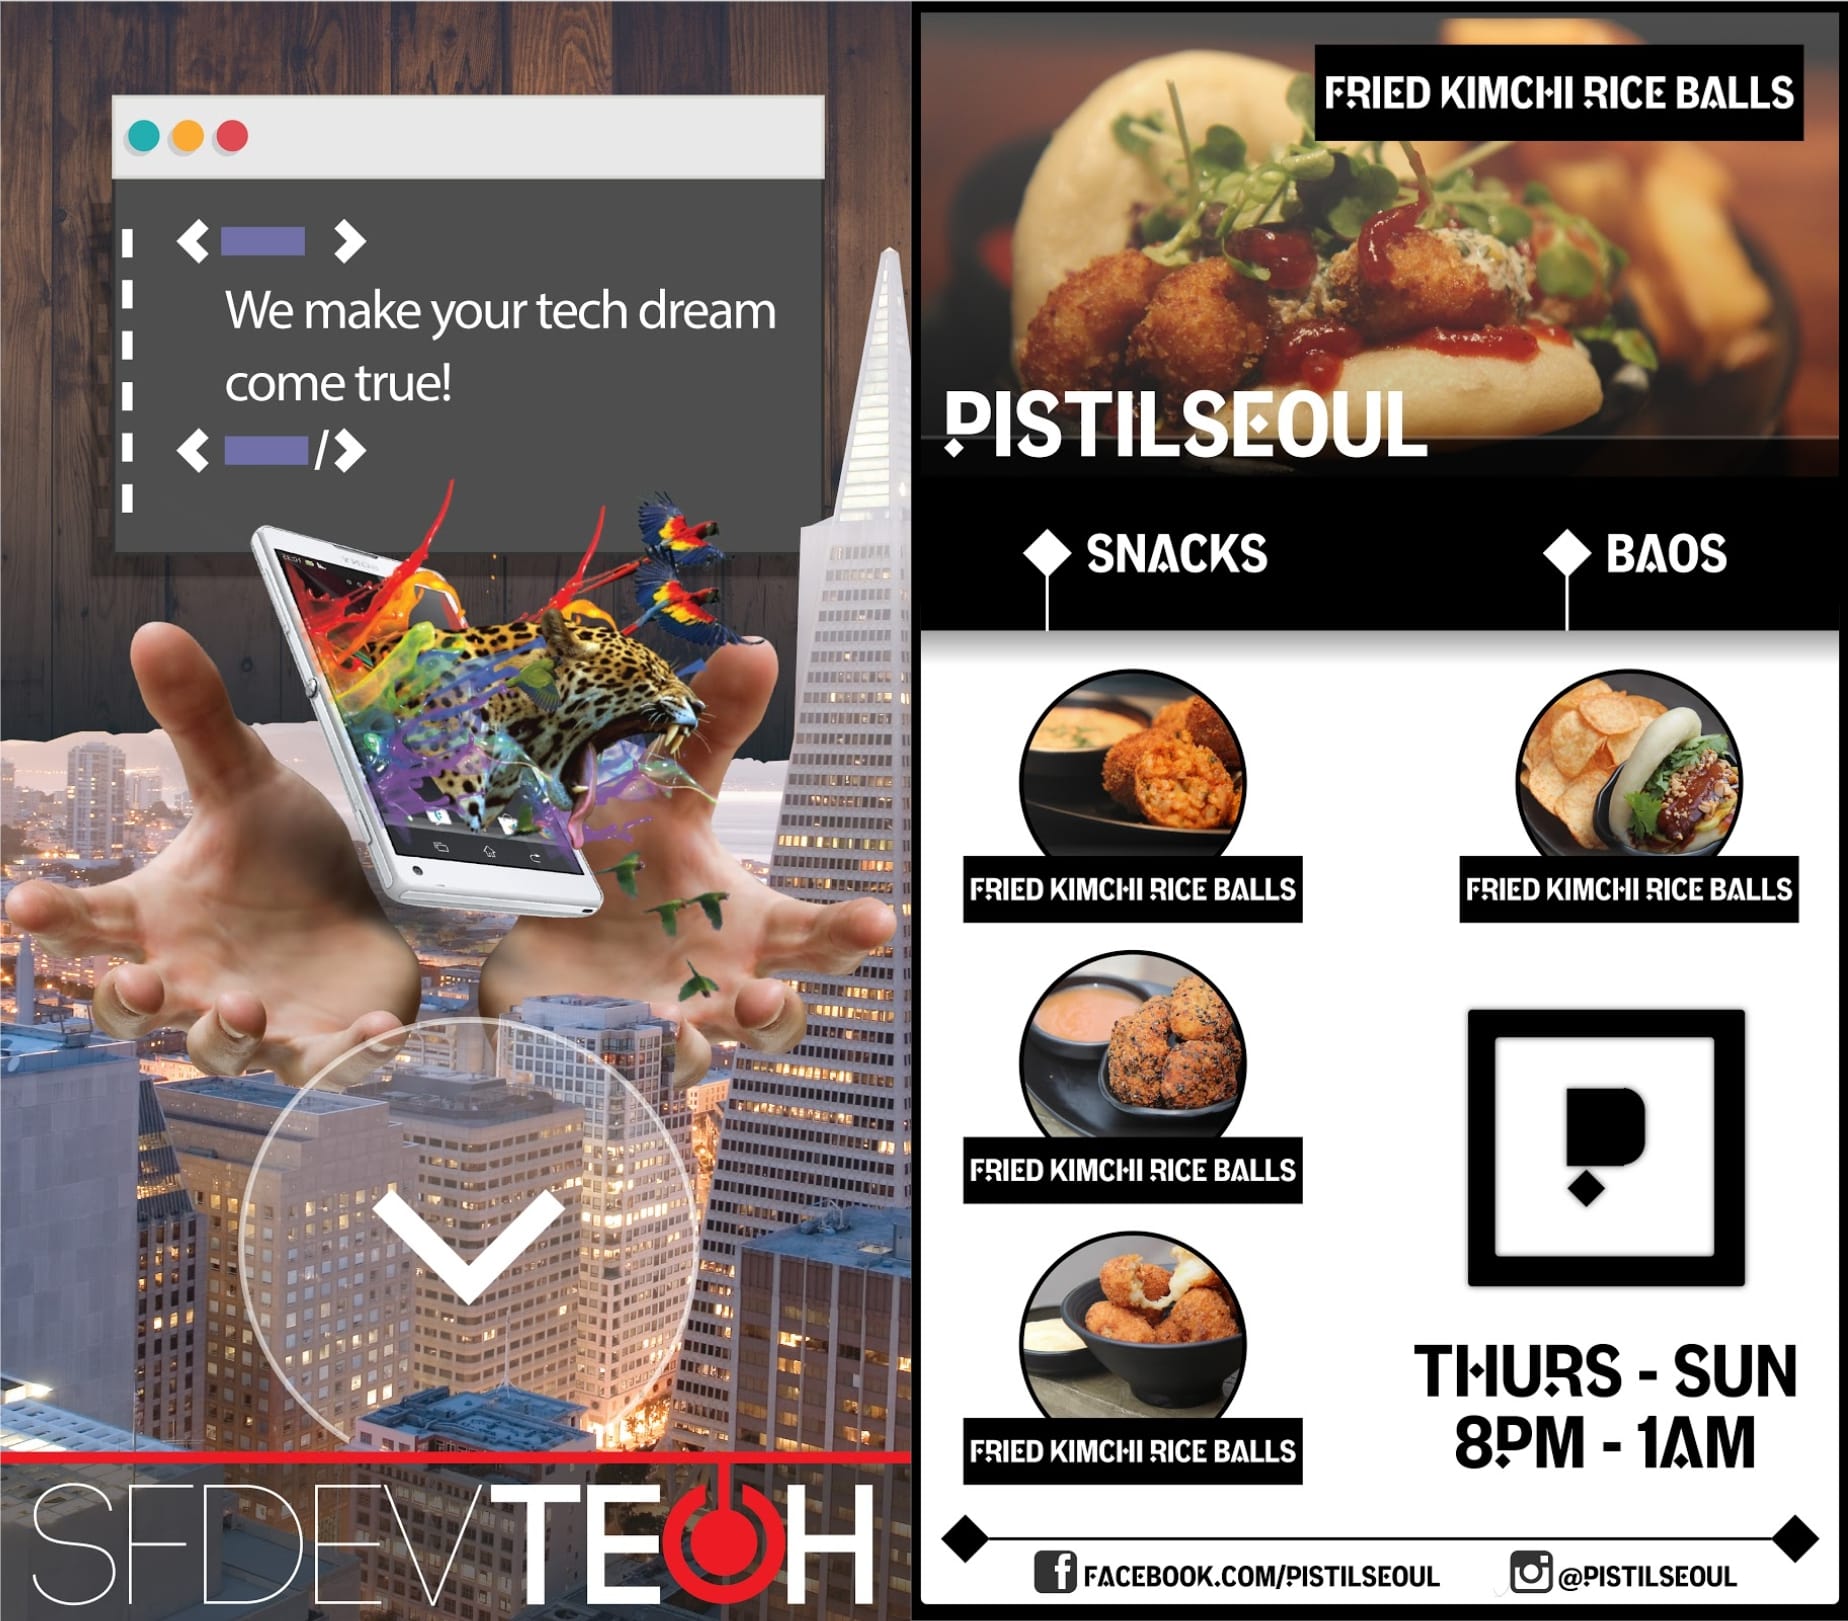 We make your tech dream
come true!
SFDEVTECH
FRIED KIMCHI RICE BALLS
PISTILSEOUL
SNACKS
BAOS
FRIED KIMCHI RICE BALLS
FRIED KIMCHI RICE BALLS
FRIED KIMCHI RICE BALLS
FRIED KIMCHI RICE BALLS
P
THURS - SUN
8PM - 1AM
FACEBOOK.COM/PISTILSEOUL
@PISTILSEOUL